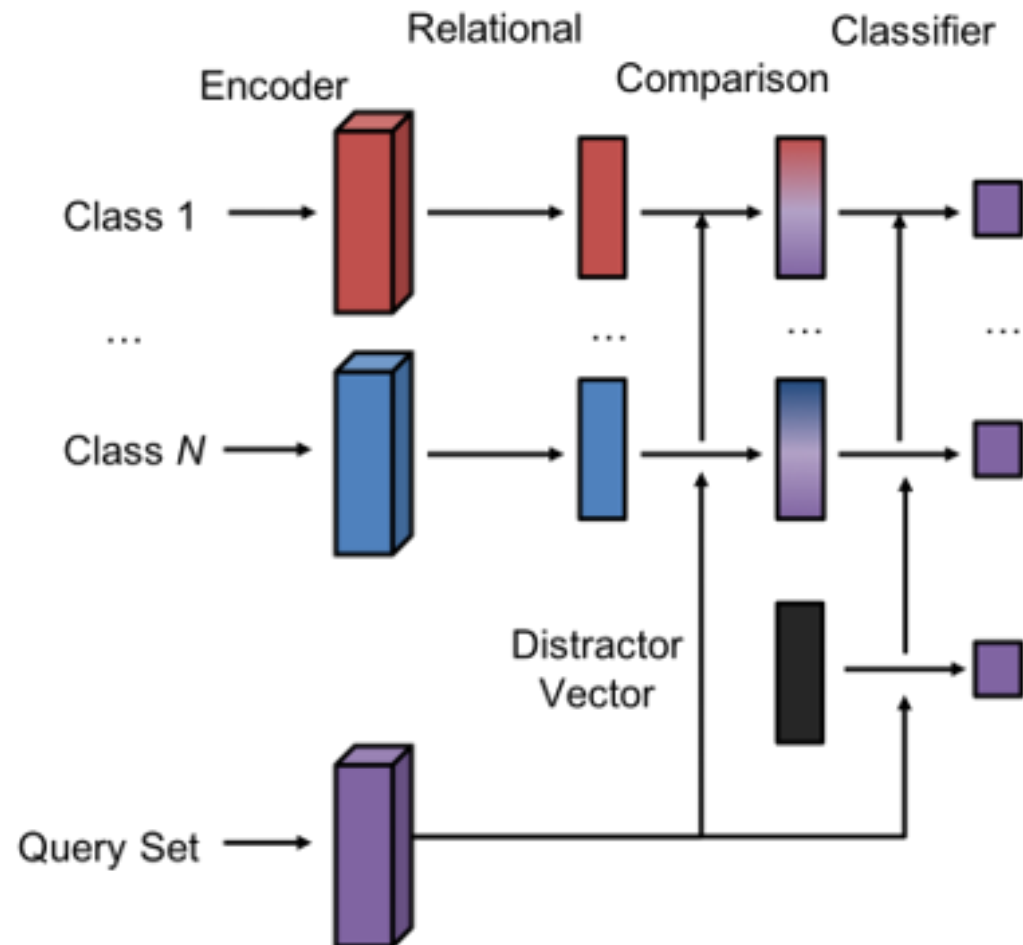 Relational
Classifier
Encoder
Comparison
Class 1
...
...
...
...
Class N
Distractor
Vector
Query Set